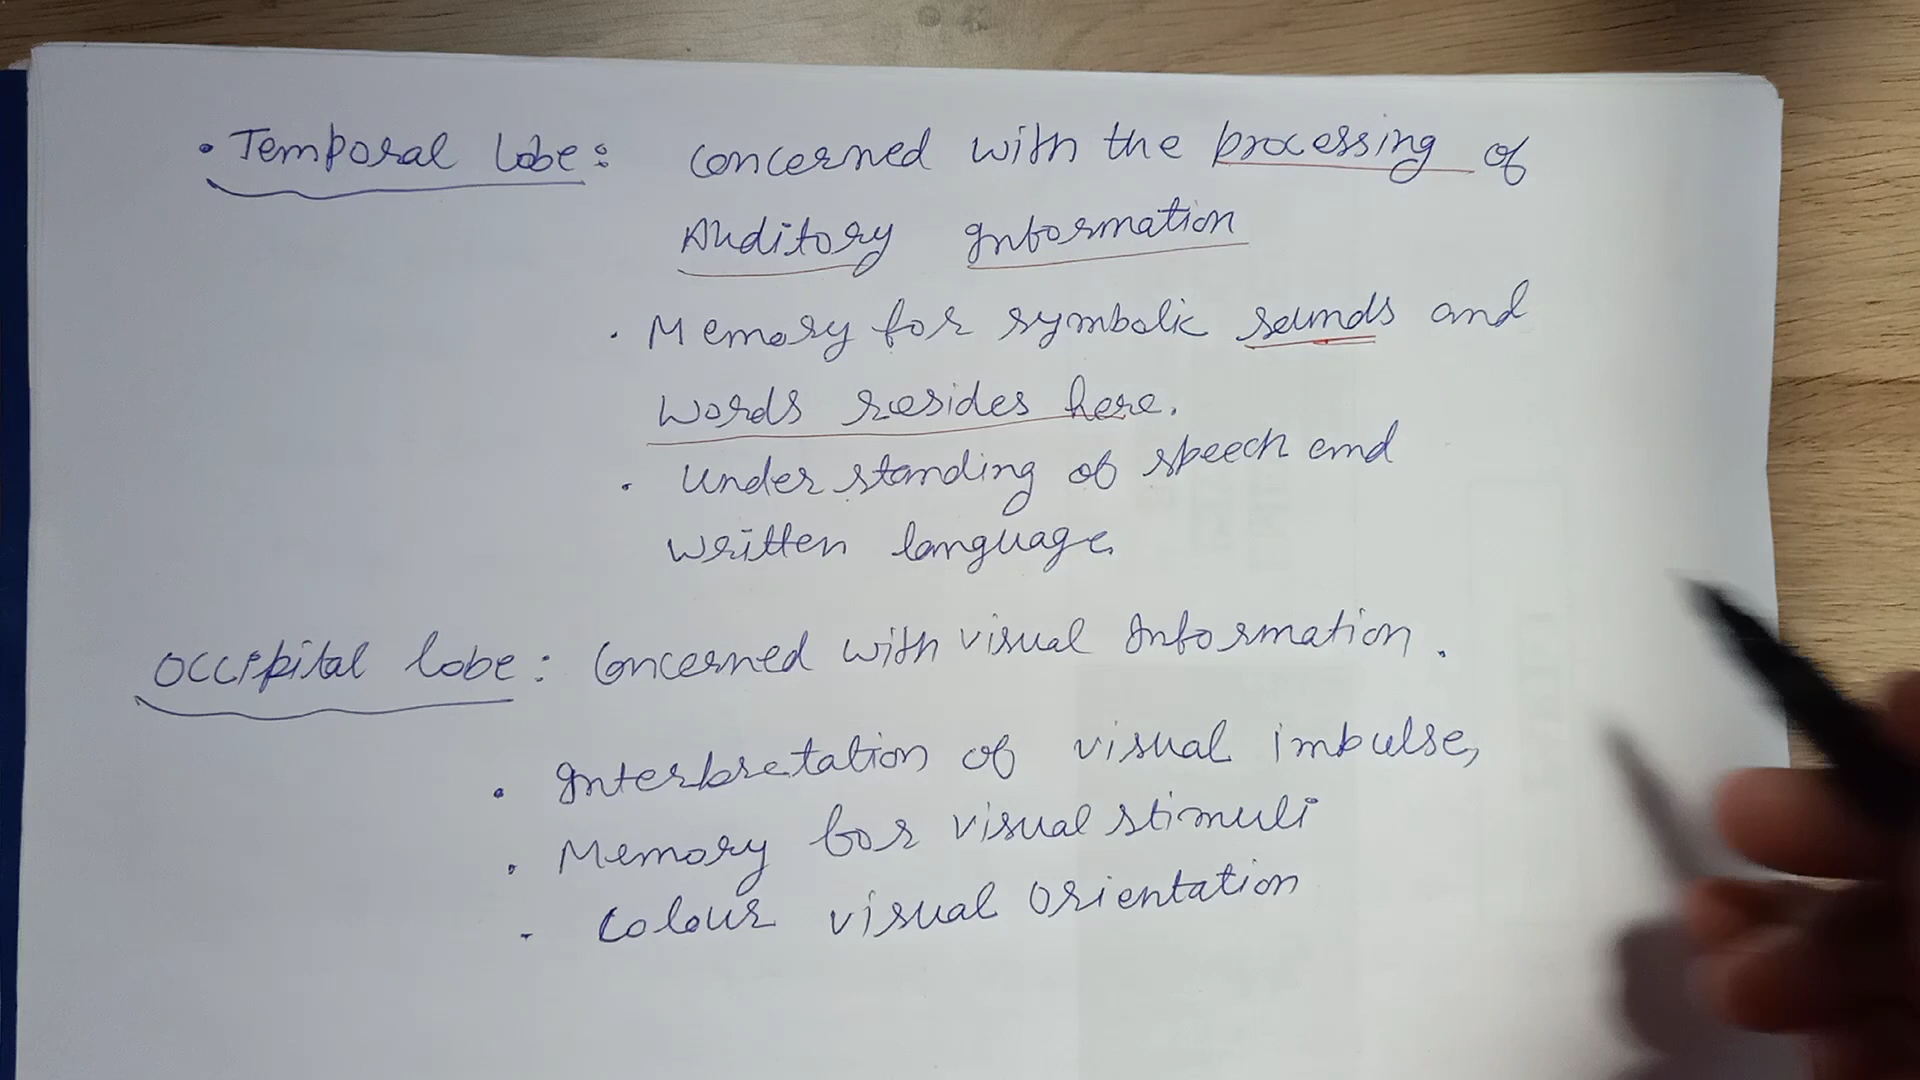 • Temporal lobe: concerned with the processing of
Auditory Information
• Memory for symbolic sounds and
words resides here.
• Understanding of speech and
written language.
Occipital lobe: Concerned with visual Information.
• Interpretation of visual impulse,
• Memory for visual stimuli
• Colour visual Orientation